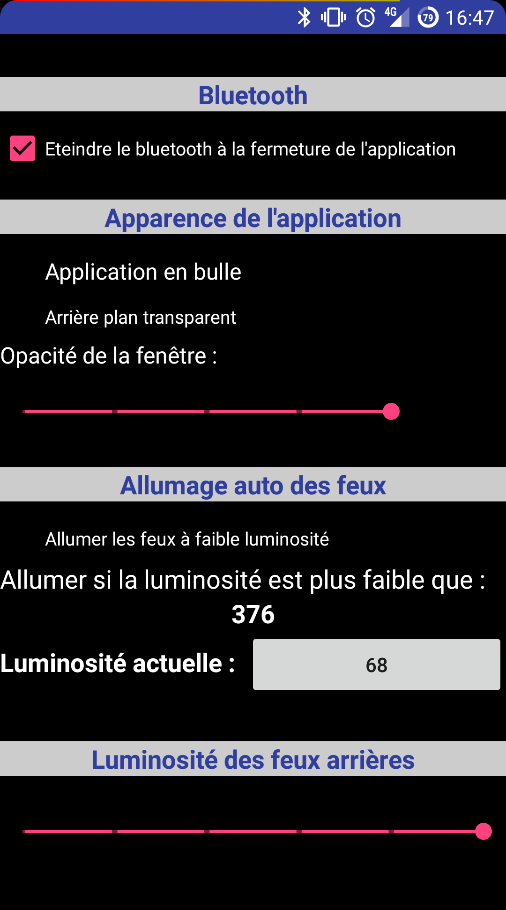 4G 79 16:47
Bluetooth
Eteindre le bluetooth à la fermeture de l'application
Apparence de l'application
Application en bulle
Arrière plan transparent
Opacité de la fenêtre :
Allumage auto des feux
Allumer les feux à faible luminosité
Allumer si la luminosité est plus faible que :
376
Luminosité actuelle : 68
Luminosité des feux arrières